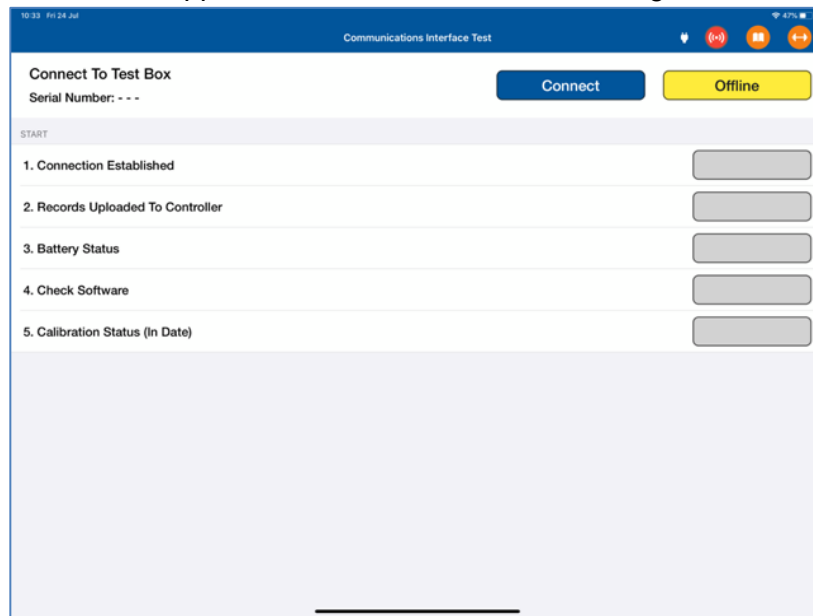 10:33 Fri 24 Jul
47%
Communications Interface Test
Connect To Test Box
Connect
Offline
Serial Number: - - -
START
1. Connection Established
2. Records Uploaded To Controller
3. Battery Status
4. Check Software
5. Calibration Status (In Date)